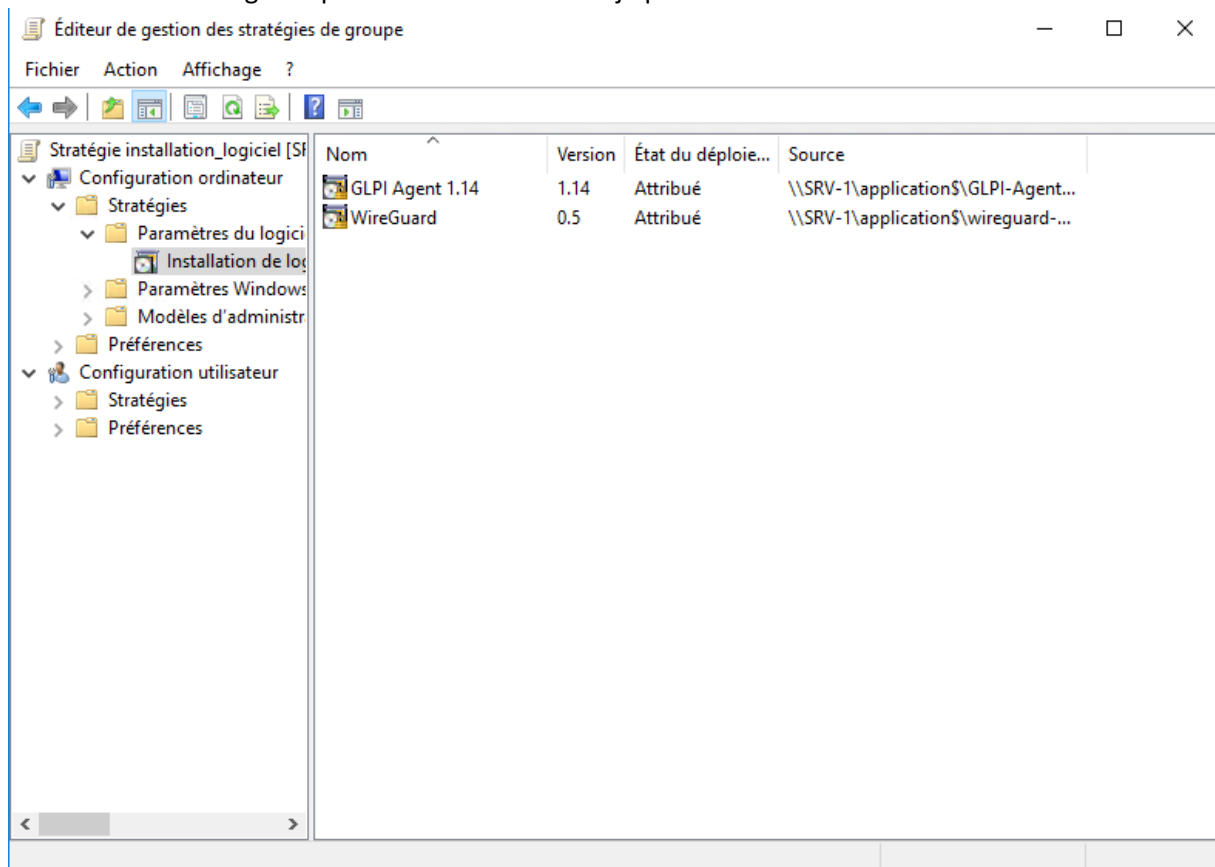 Éditeur de gestion des stratégies de groupe
Fichier Action Affichage ?
Stratégie installation_logiciel [SR
Configuration ordinateur
Stratégies
Paramètres du logici
Installation de log
Paramètres Windows
Modèles d'administr
Préférences
Configuration utilisateur
Stratégies
Préférences
Nom Version État du déploie... Source
GLPI Agent 1.14 1.14 Attribué \\SRV-1\application$\GLPI-Agent...
WireGuard 0.5 Attribué \\SRV-1\application$\wireguard-...